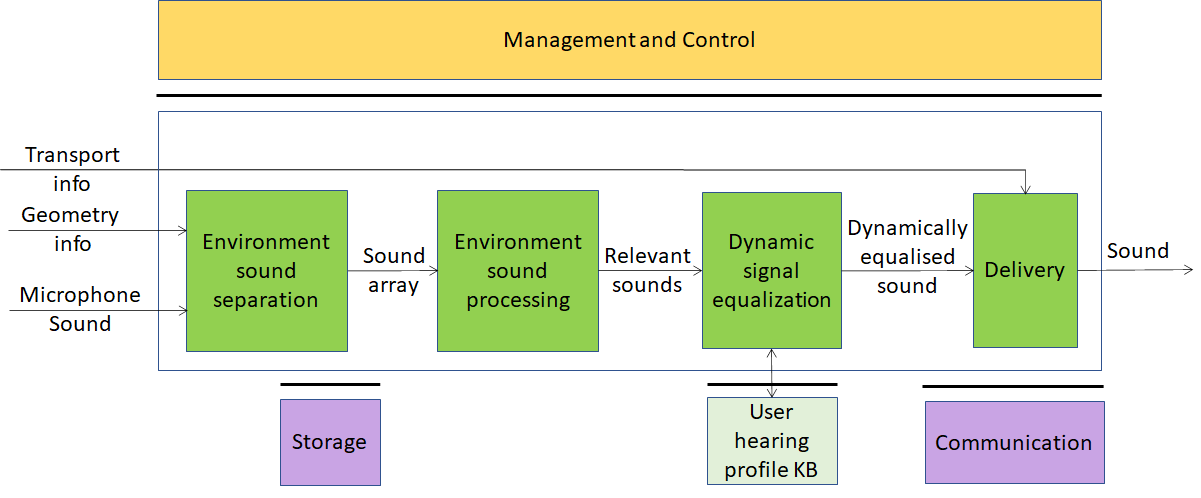 Management and Control
Transport
info
Geometry
info
Microphone
Sound
Environment
sound
separation
Sound
array
Environment
sound
processing
Relevant
sounds
Dynamic
signal
equalization
Dynamically
equalised
sound
Delivery
Sound
Storage
User
hearing
profile KB
Communication